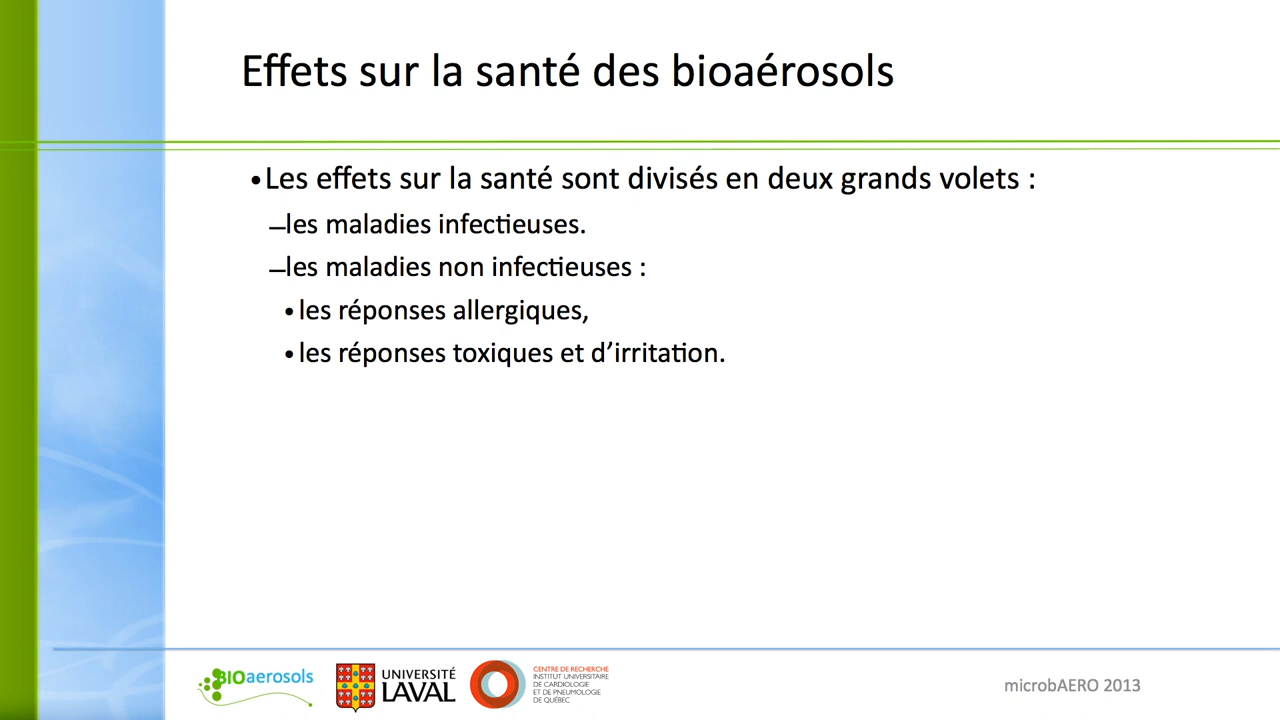 Effets sur la santé des bioaérosols
•Les effets sur la santé sont divisés en deux grands volets :
–les maladies infectieuses.
–les maladies non infectieuses :
•les réponses allergiques,
•les réponses toxiques et d’irritation.
BIOaerosols
UNIVERSITÉ
LAVAL
CENTRE DE RECHERCHE
INSTITUT UNIVERSITAIRE
DE CARDIOLOGIE
ET DE PNEUMOLOGIE
DE QUÉBEC
microbAERO 2013